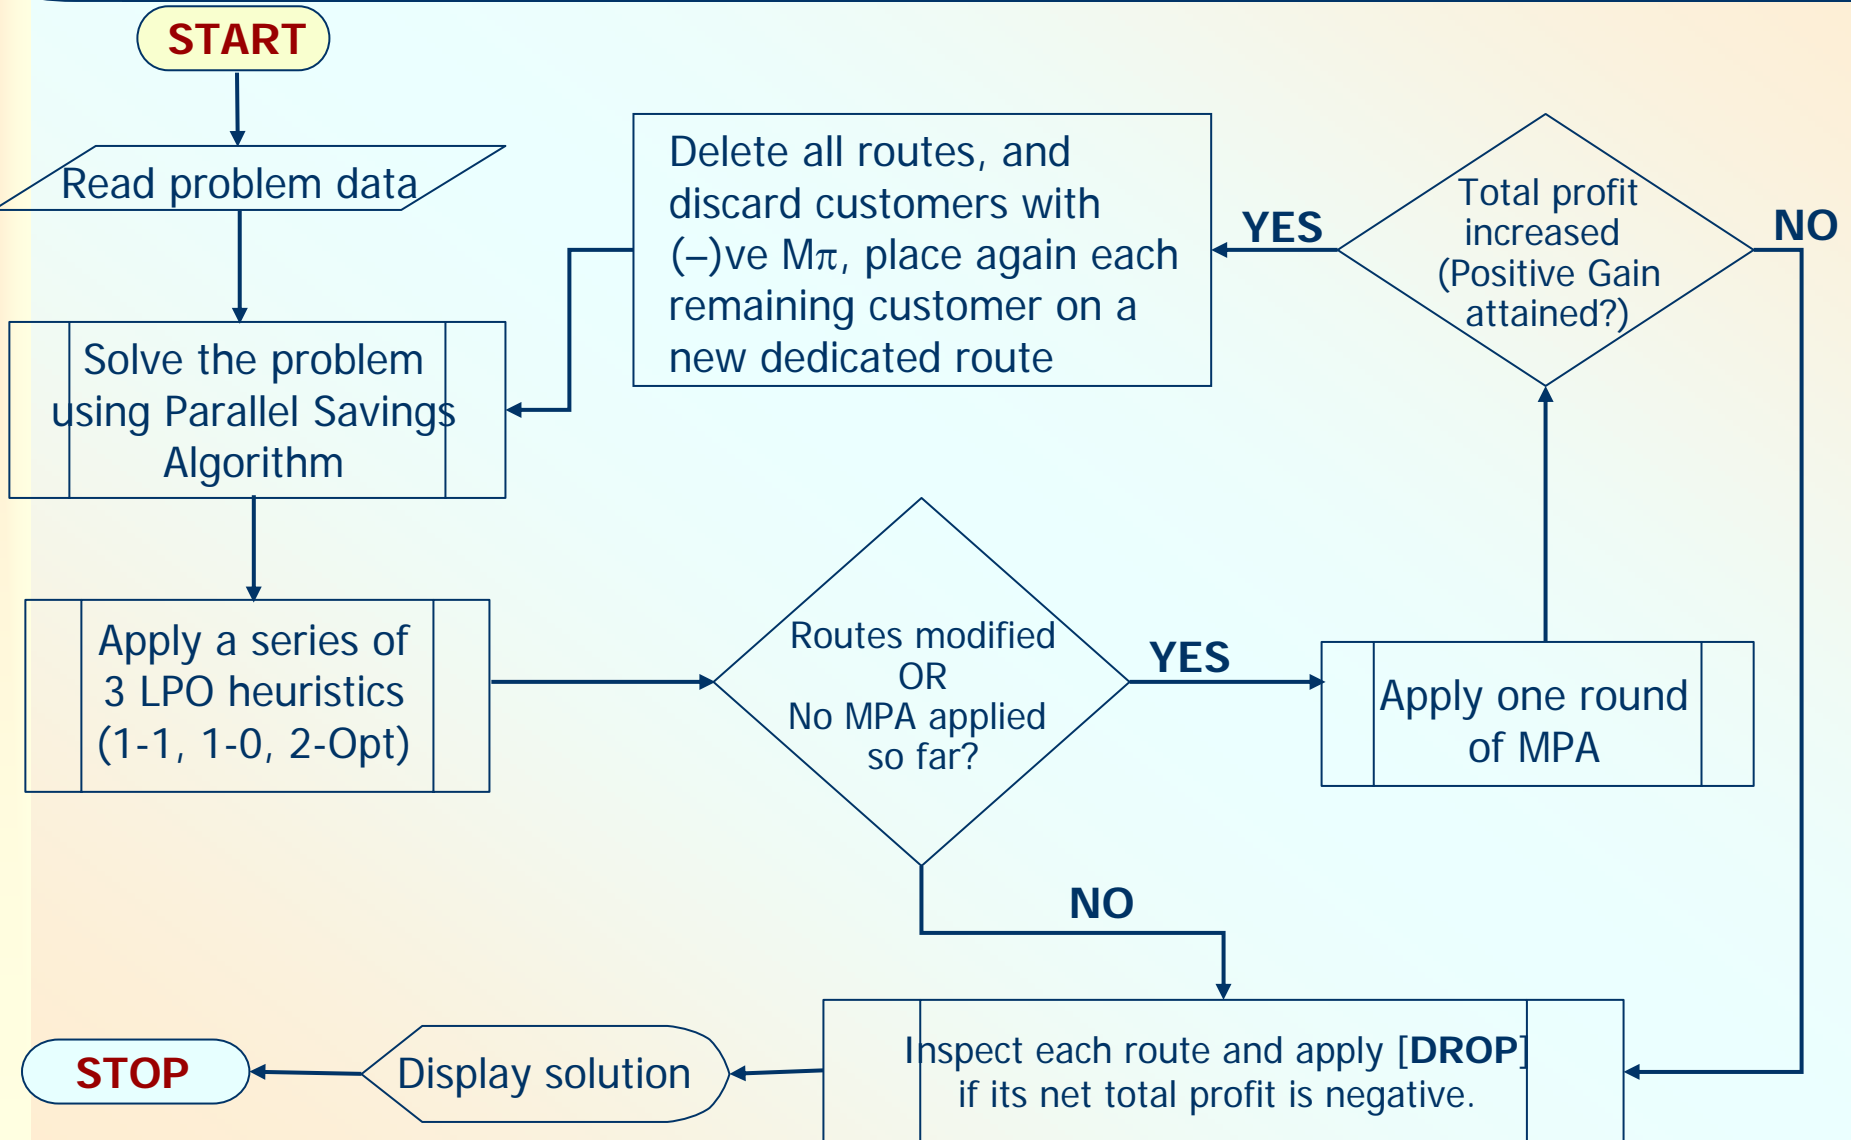 START
Read problem data
Solve the problem
using Parallel Savings
Algorithm
Apply a series of
3 LPO heuristics
(1-1, 1-0, 2-Opt)
Routes modified
OR
No MPA applied
so far?
YES
Apply one round
of MPA
Total profit
increased
(Positive Gain
attained?)
YES
Delete all routes, and
discard customers with
(–)ve Mπ, place again each
remaining customer on a
new dedicated route
NO
NO
Inspect each route and apply [DROP]
if its net total profit is negative.
Display solution
STOP